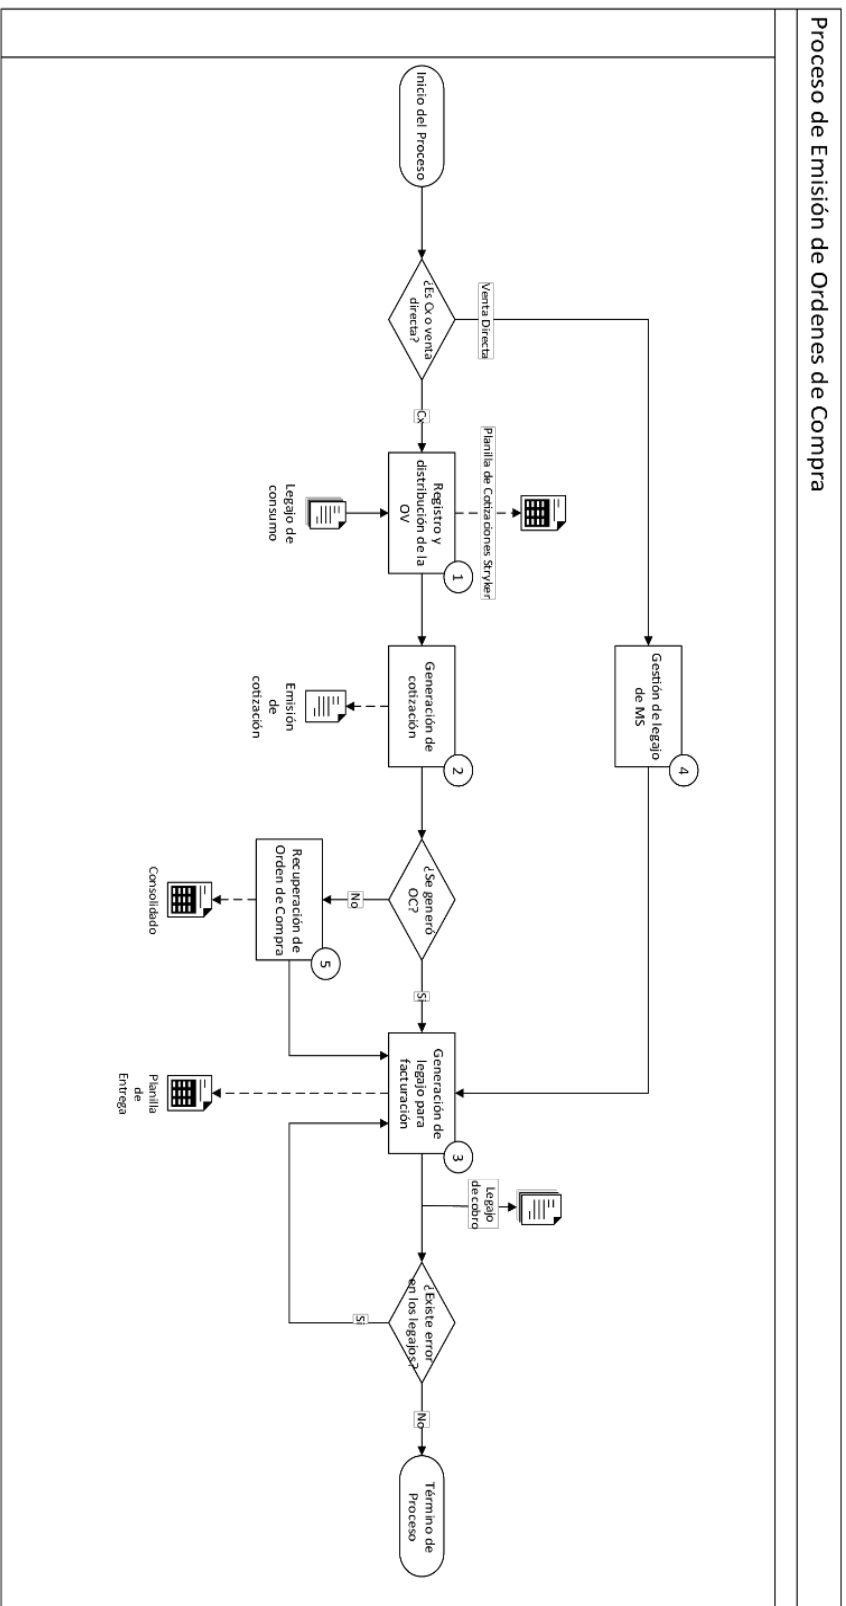 Proceso de Emisión de Ordenes de Compra
Inicio del Proceso
¿Es Cx o venta
directa?
Venta Directa
Cx
Planilla de Cotizaciones Stryker
Registro y
distribución de la
OV
1
Legajo de
consumo
Generación de
cotización
2
Emisión
de
cotización
Gestión de legajo
de MS
4
¿Se generó
OC?
No
Si
Recuperación de
Orden de Compra
5
Consolidado
Generación de
legajo para
facturación
3
Planilla
de
Entrega
Legajo
de cobro
¿Existe error
en los legajos?
Si
No
Término de
Proceso